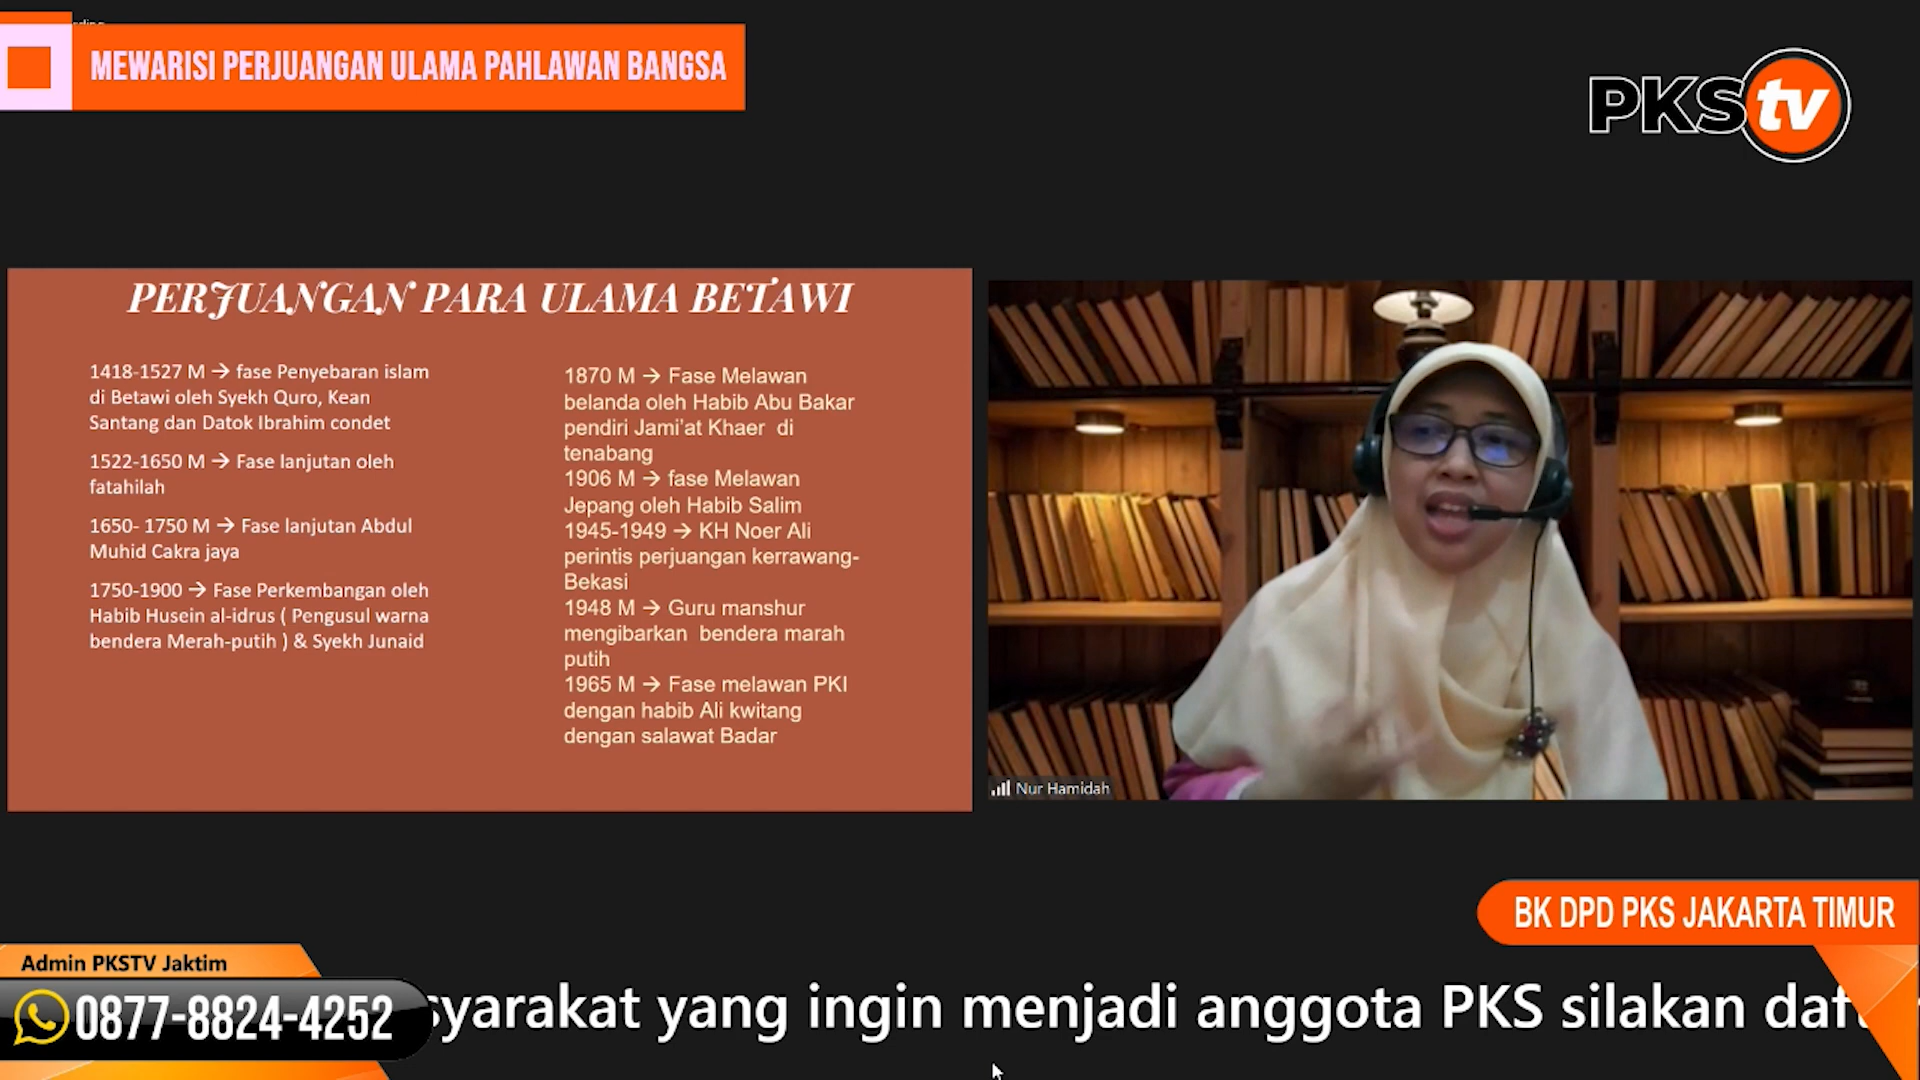 MEWARISI PERJUANGAN ULAMA PAHLAWAN BANGSA
PKS tv
PERJUANGAN PARA ULAMA BETAWI
1418-1527 M → fase Penyebaran islam
di Betawi oleh Syekh Quro, Kean
Santang dan Datok Ibrahim condet
1522-1650 M → Fase lanjutan oleh
fatahilah
1650- 1750 M → Fase lanjutan Abdul
Muhid Cakra jaya
1750-1900 → Fase Perkembangan oleh
Habib Husein al-idrus ( Pengusul warna
bendera Merah-putih ) & Syekh Junaid
1870 M → Fase Melawan
belanda oleh Habib Abu Bakar
pendiri Jami'at Khaer di
tenabang
1906 M → fase Melawan
Jepang oleh Habib Salim
1945-1949 → KH Noer Ali
perintis perjuangan kerrawang-
Bekasi
1948 M → Guru manshur
mengibarkan bendera marah
putih
1965 M → Fase melawan PKI
dengan habib Ali kwitang
dengan salawat Badar
Nur Hamidah
BK DPD PKS JAKARTA TIMUR
Admin PKSTV Jaktim
0877-8824-4252
syarakat yang ingin menjadi anggota PKS silakan daft